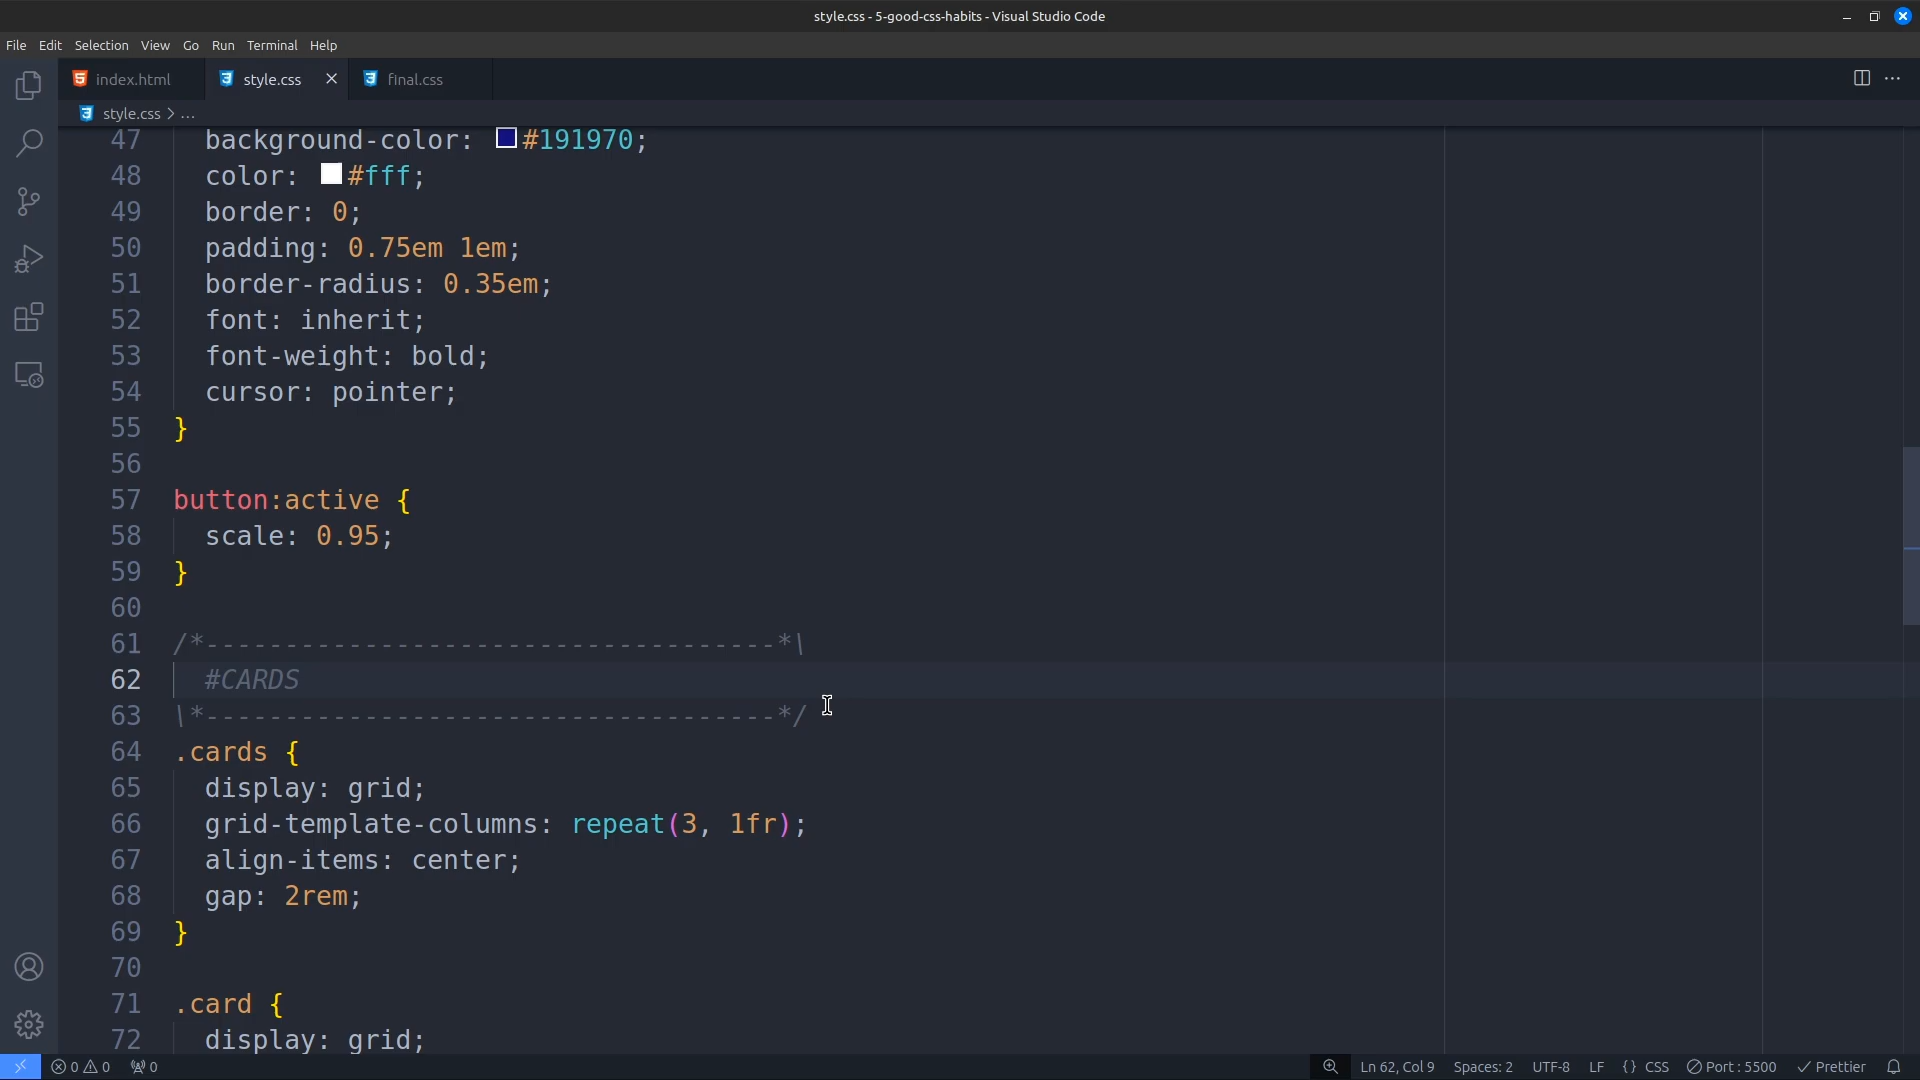 style.css - 5-good-css-habits - Visual Studio Code
File Edit Selection View Go Run Terminal Help
index.html style.css final.css
style.css > ...
47 background-color: #191970;
48 color: #fff;
49 border: 0;
50 padding: 0.75em 1em;
51 border-radius: 0.35em;
52 font: inherit;
53 font-weight: bold;
54 cursor: pointer;
55 }
56
57 button:active {
58 scale: 0.95;
59 }
60
61 /*------------------------------------*\
62 #CARDS
63 \*------------------------------------*/
64 .cards {
65 display: grid;
66 grid-template-columns: repeat(3, 1fr);
67 align-items: center;
68 gap: 2rem;
69 }
70
71 .card {
72 display: grid;
0 0 0 Ln 62, Col 9 Spaces: 2 UTF-8 LF {} CSS Port : 5500 Prettier